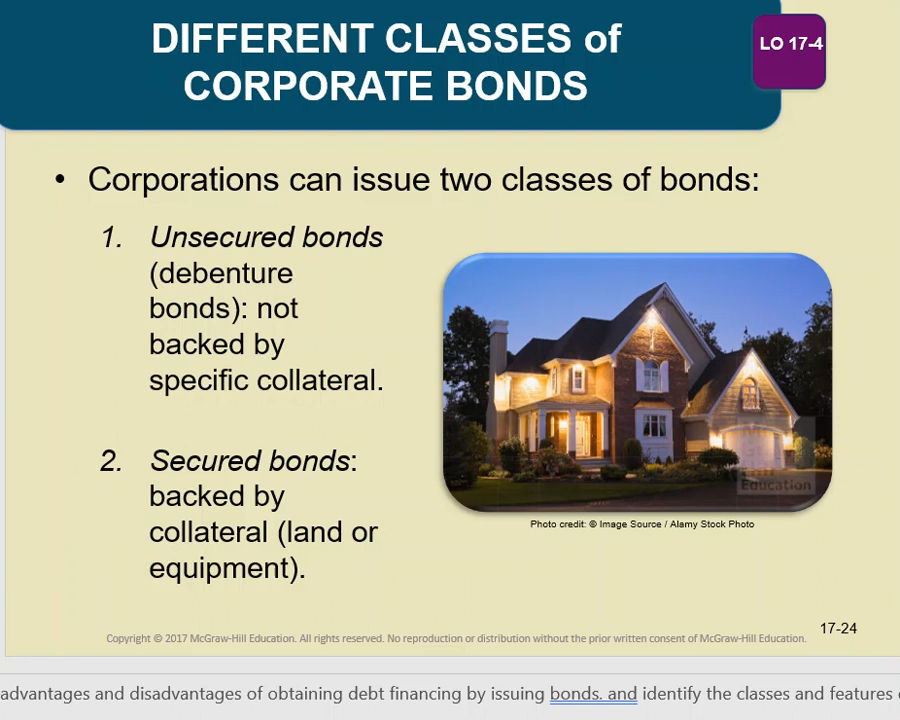 DIFFERENT CLASSES of
CORPORATE BONDS
LO 17-4
• Corporations can issue two classes of bonds:
1. Unsecured bonds
(debenture
bonds): not
backed by
specific collateral.
2. Secured bonds:
backed by
collateral (land or
equipment).
Education
Photo credit: © Image Source / Alamy Stock Photo
17-24
Copyright © 2017 McGraw-Hill Education. All rights reserved. No reproduction or distribution without the prior written consent of McGraw-Hill Education.
advantages and disadvantages of obtaining debt financing by issuing bonds. and identify the classes and features